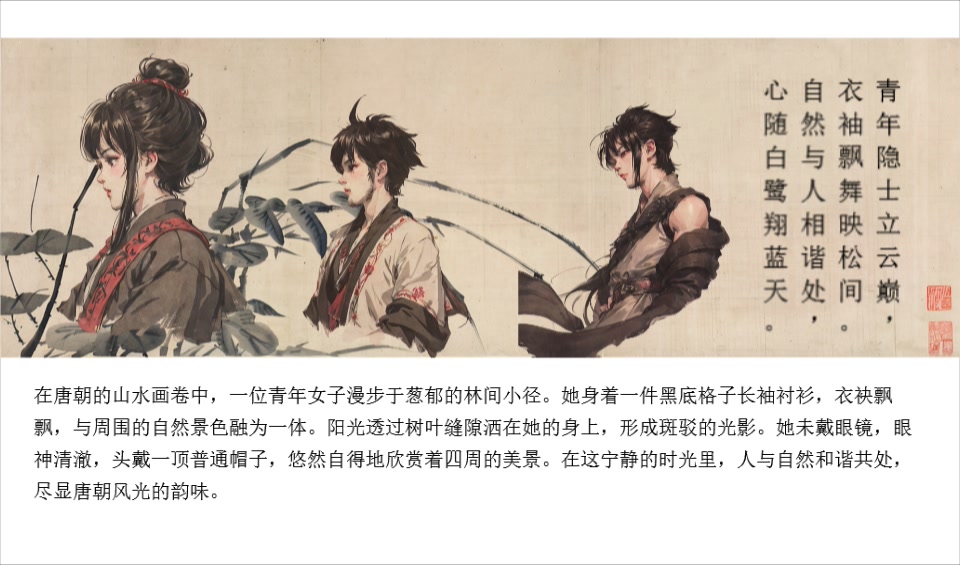 青年隐士立云巅，
衣袖飘舞映松间。
自然与人相谐处，
心随白鹭翔蓝天。
在唐朝的山水画卷中，一位青年女子漫步于葱郁的林间小径。她身着一件黑底格子长袖衬衫，衣袂飘
飘，与周围的自然景色融为一体。阳光透过树叶缝隙洒在她的身上，形成斑驳的光影。她未戴眼镜，眼
神清澈，头戴一顶普通帽子，悠然自得地欣赏着四周的美景。在这宁静的时光里，人与自然和谐共处，
尽显唐朝风光的韵味。